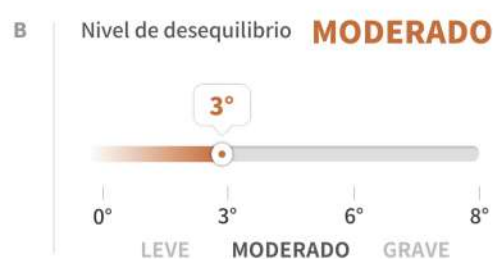 B Nivel de desequilibrio MODERADO
3°
0° 3° 6° 8°
LEVE MODERADO GRAVE